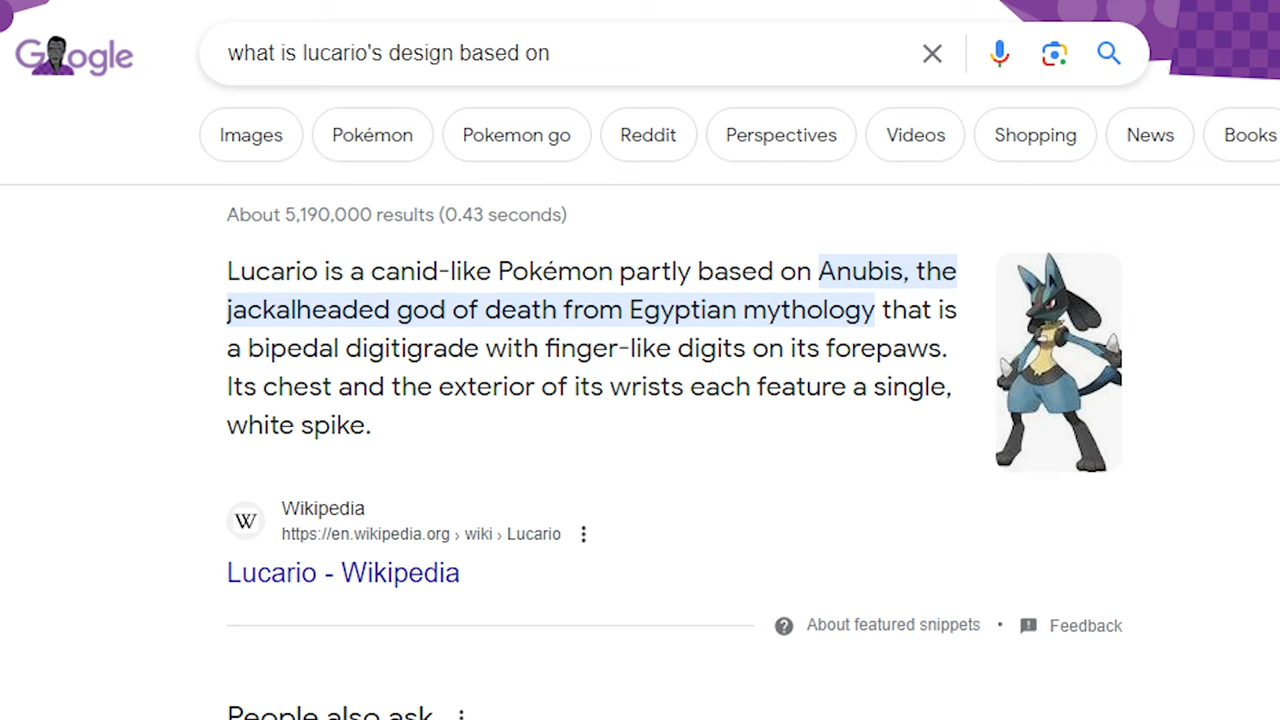 Google
what is lucario's design based on
Images
Pokémon
Pokemon go
Reddit
Perspectives
Videos
Shopping
News
Books
About 5,190,000 results (0.43 seconds)
Lucario is a canid-like Pokémon partly based on Anubis, the
jackalheaded god of death from Egyptian mythology that is
a bipedal digitigrade with finger-like digits on its forepaws.
Its chest and the exterior of its wrists each feature a single,
white spike.
W
Wikipedia
https://en.wikipedia.org › wiki › Lucario
Lucario - Wikipedia
About featured snippets • Feedback
People also ask